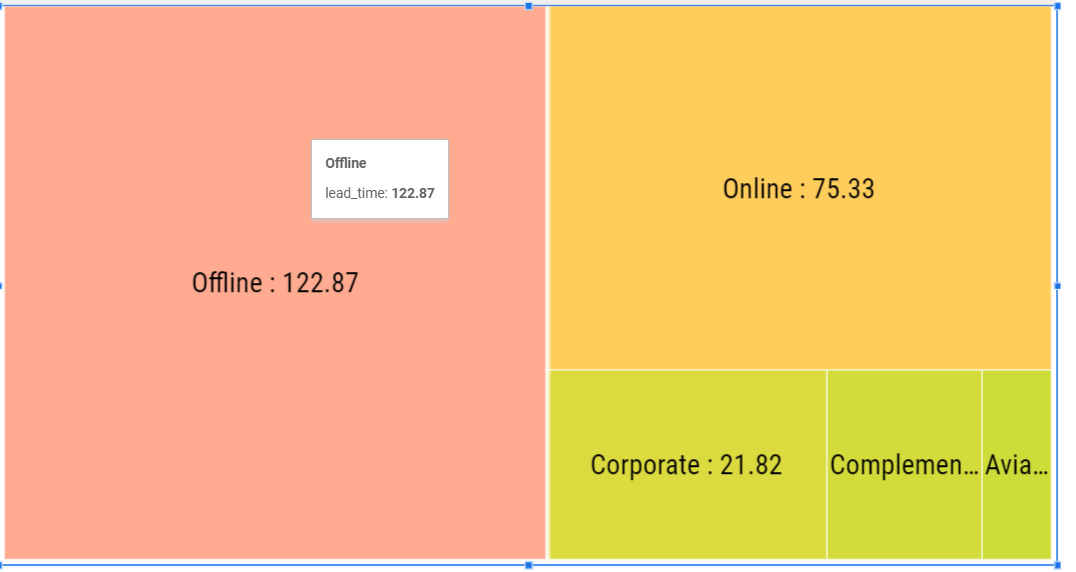 Offline
lead_time: 122.87
Offline : 122.87
Online : 75.33
Corporate : 21.82
Complemen...
Avia...